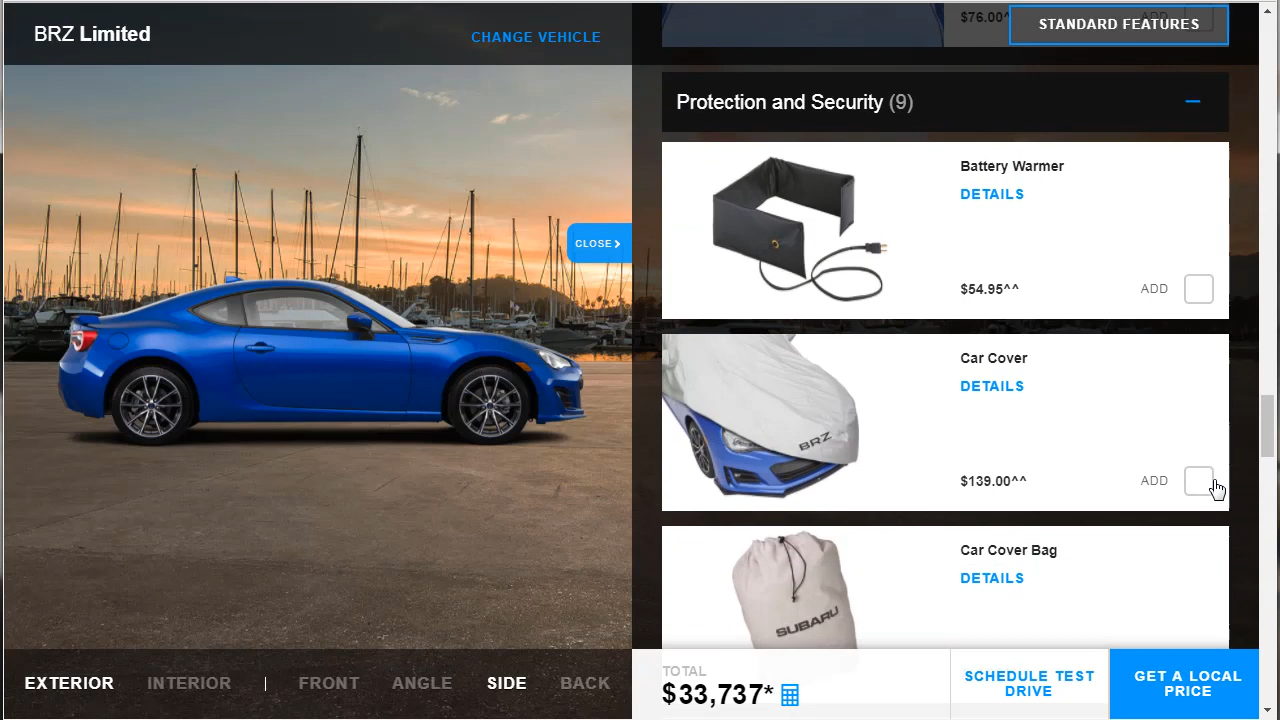 BRZ Limited
CHANGE VEHICLE
$76.00^
ADD
STANDARD FEATURES
Protection and Security (9)
Battery Warmer
DETAILS
$54.95^^
ADD
CLOSE
Car Cover
DETAILS
BRZ
$139.00^^
ADD
Car Cover Bag
DETAILS
SUBARU
EXTERIOR INTERIOR | FRONT ANGLE SIDE BACK
TOTAL
$33,737*
SCHEDULE TEST
DRIVE
GET A LOCAL
PRICE